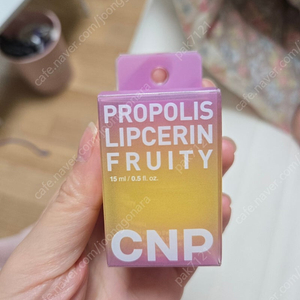 PROPOLIS
LIPCERIN
FRUITY
15 ml / 0.5 fl. oz.
CNP